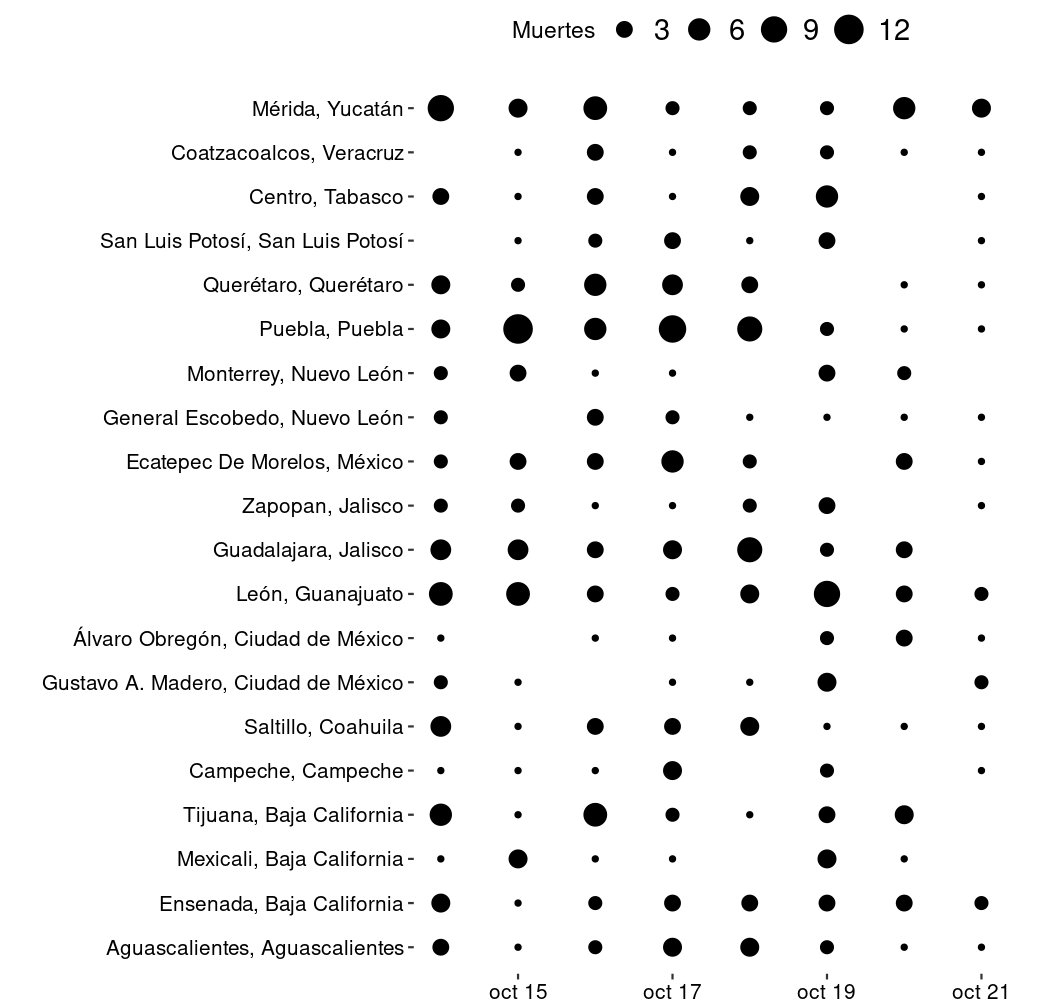 Muertes 3 6 9 12
Mérida, Yucatán
Coatzacoalcos, Veracruz
Centro, Tabasco
San Luis Potosí, San Luis Potosí
Querétaro, Querétaro
Puebla, Puebla
Monterrey, Nuevo León
General Escobedo, Nuevo León
Ecatepec De Morelos, México
Zapopan, Jalisco
Guadalajara, Jalisco
León, Guanajuato
Álvaro Obregón, Ciudad de México
Gustavo A. Madero, Ciudad de México
Saltillo, Coahuila
Campeche, Campeche
Tijuana, Baja California
Mexicali, Baja California
Ensenada, Baja California
Aguascalientes, Aguascalientes
oct 15 oct 17 oct 19 oct 21